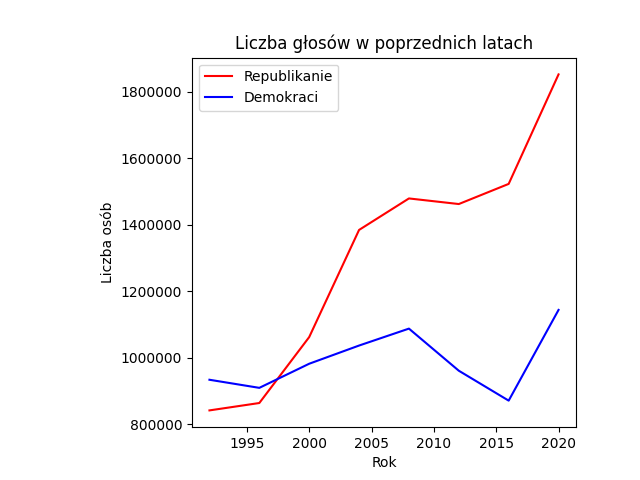 Liczba głosów w poprzednich latach
Republikanie
Demokraci
1800000
1600000
1400000
1200000
1000000
800000
Liczba osób
1995 2000 2005 2010 2015 2020
Rok